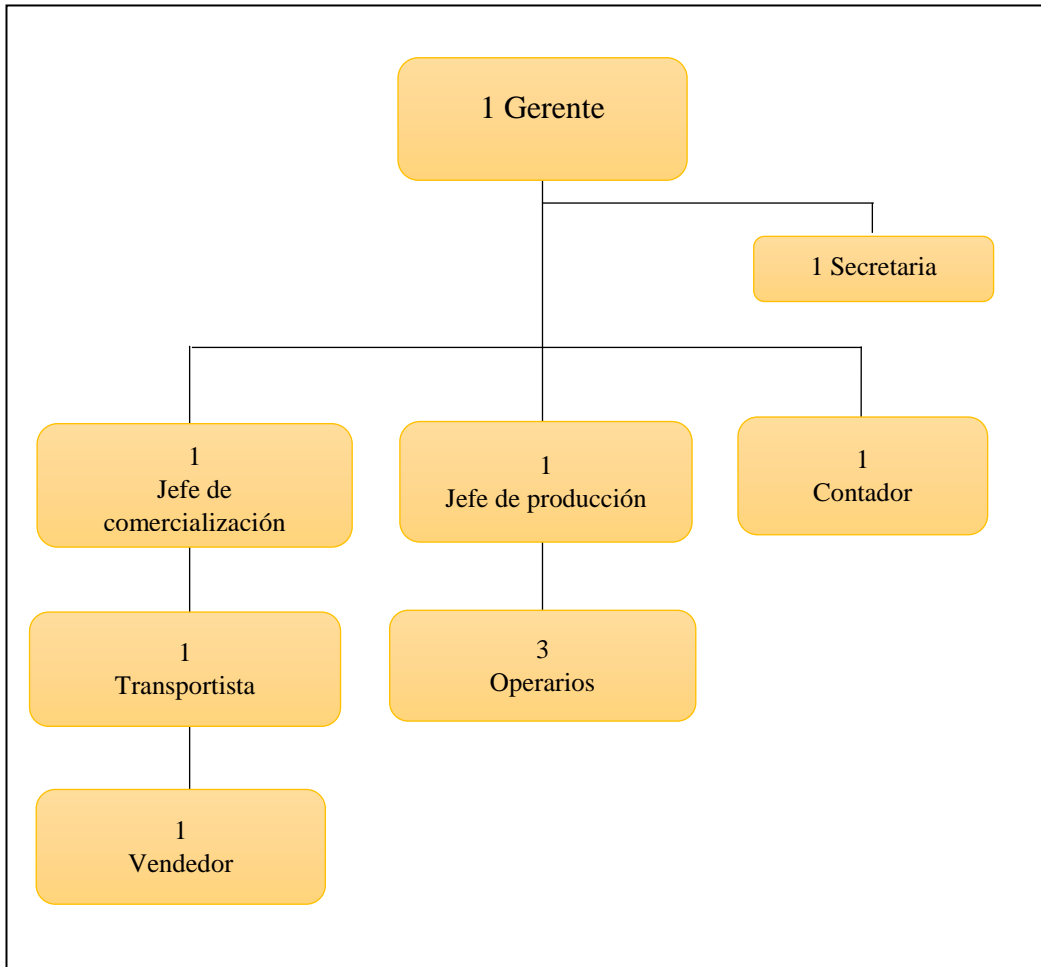 1 Gerente
1 Secretaria
1
Jefe de
comercialización
1
Jefe de producción
1
Contador
1
Transportista
3
Operarios
1
Vendedor